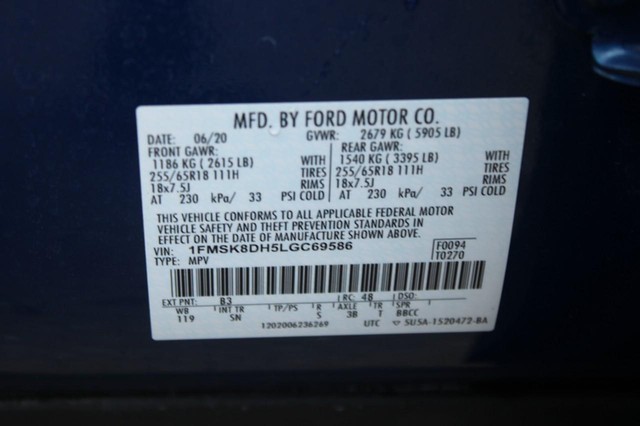 MFD. BY FORD MOTOR CO.
DATE: 06/20 GVWR: 2679 KG ( 5905 LB)
FRONT GAWR: REAR GAWR:
1186 KG ( 2615 LB) WITH 1540 KG ( 3395 LB) WITH
255/65R18 111H TIRES 255/65R18 111H TIRES
18x7.5J RIMS 18x7.5J RIMS
AT 230 kPa/ 33 PSI COLD AT 230 kPa/ 33 PSI COLD
THIS VEHICLE CONFORMS TO ALL APPLICABLE FEDERAL MOTOR
VEHICLE SAFETY AND THEFT PREVENTION STANDARDS IN
EFFECT ON THE DATE OF MANUFACTURE SHOWN ABOVE.
VIN: 1FMSK8DH5LGC69586 F0094
TYPE: MPV T0270
EXT PNT: B3 RC: 48 DSO:
WB INT TR TP/PS R AXLE TR SPR
119 SN S 3B T BBCC
1202006236269 UTC SU5A-1520472-BA